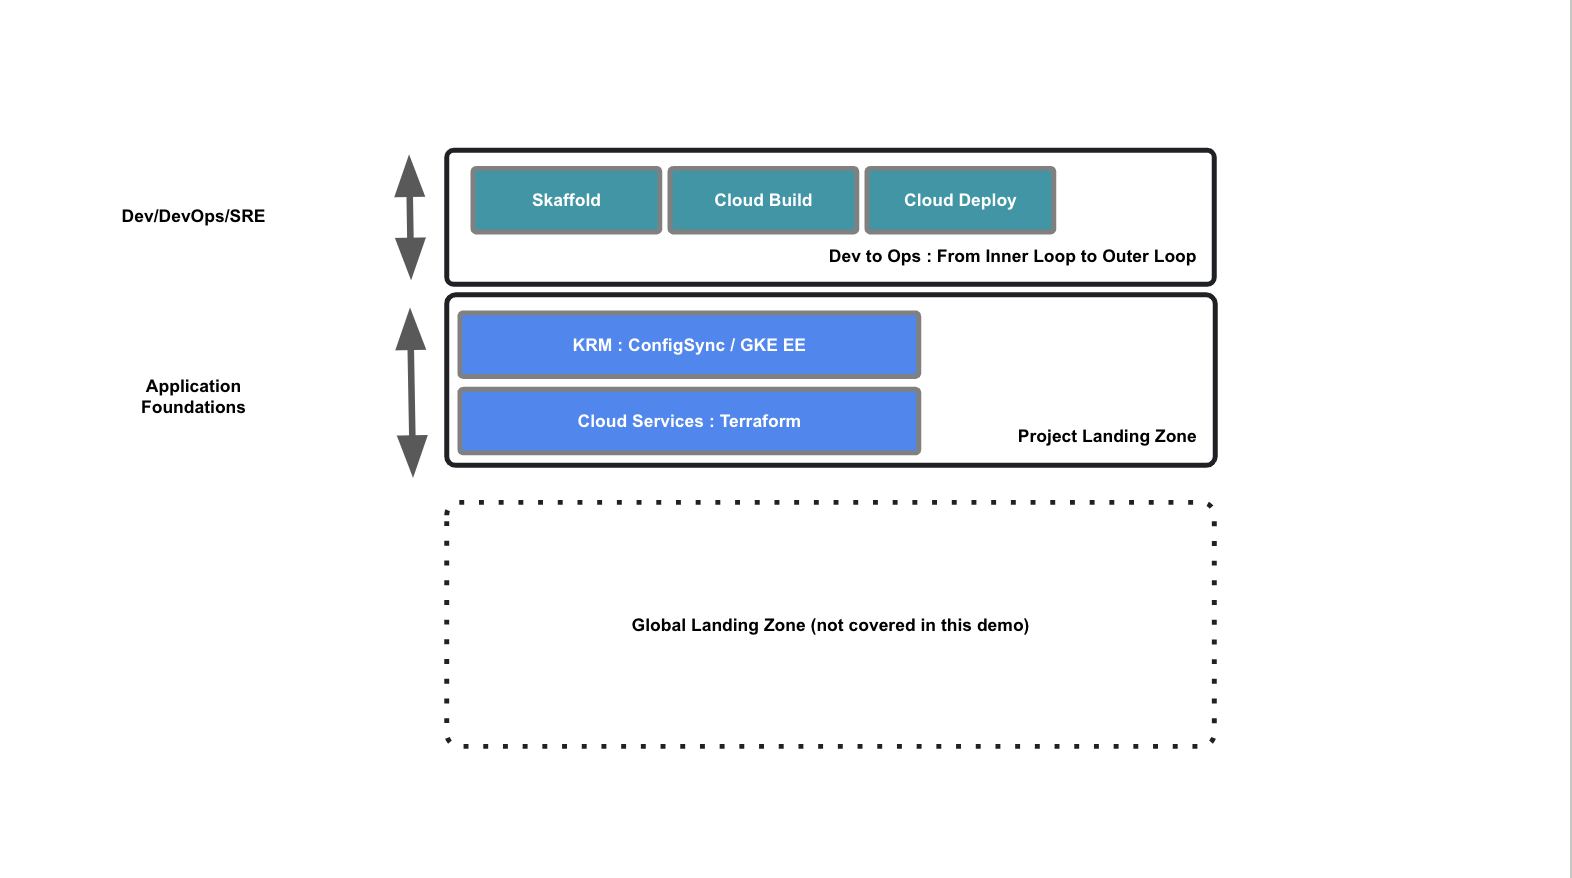 Skaffold
Cloud Build
Cloud Deploy
Dev/DevOps/SRE
Dev to Ops : From Inner Loop to Outer Loop
KRM : ConfigSync / GKE EE
Application
Foundations
Cloud Services : Terraform
Project Landing Zone
Global Landing Zone (not covered in this demo)